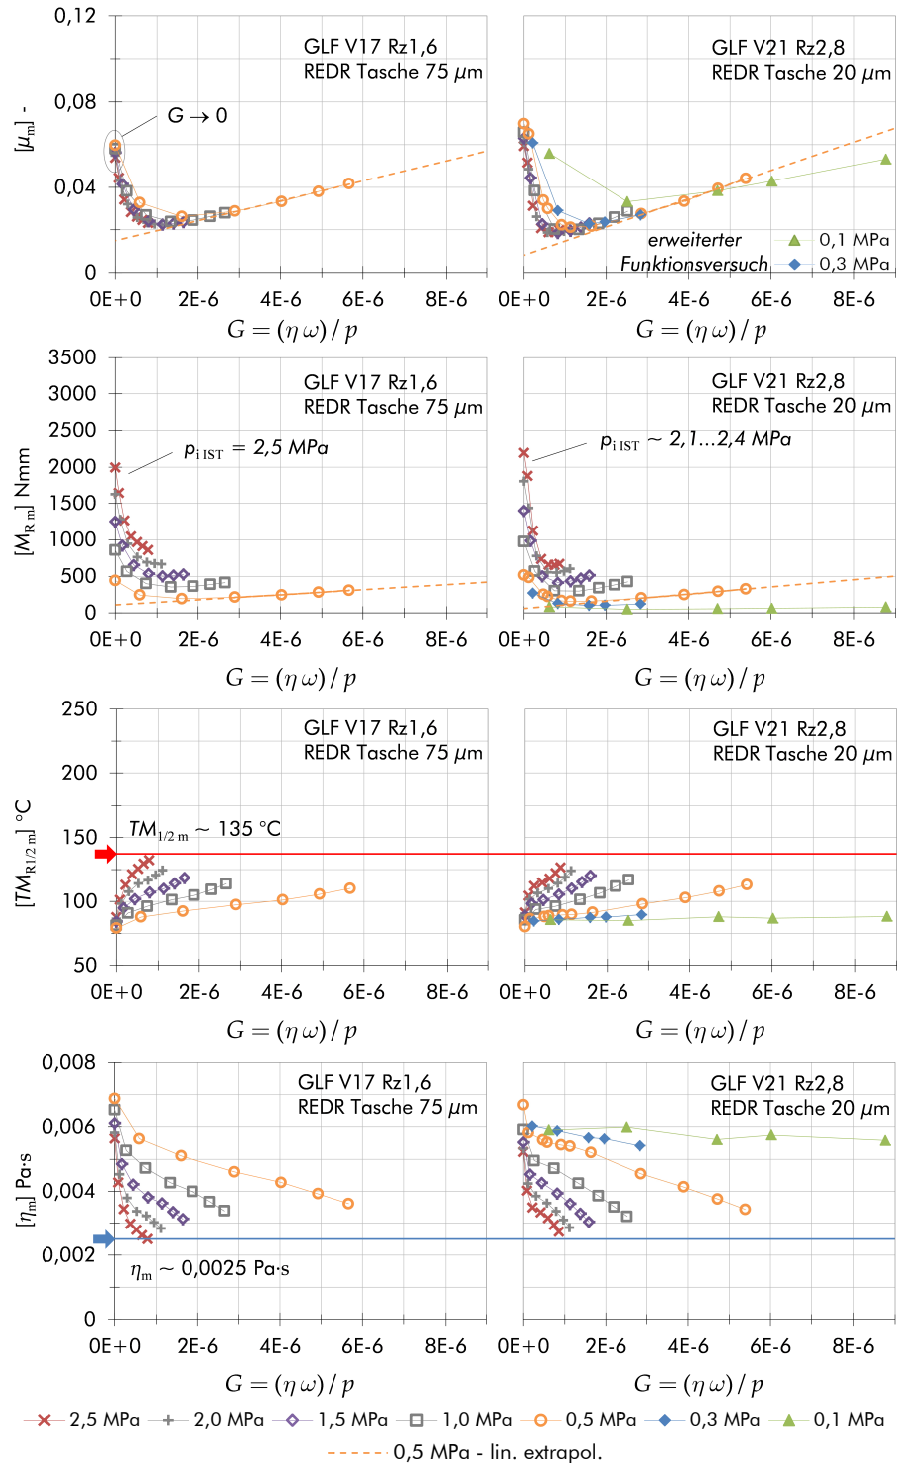 0,12
0,08
0,04
0
[μm] -
GLF V17 Rz1,6
REDR Tasche 75 μm
G → 0
0E+0 2E-6 4E-6 6E-6 8E-6
G = (η ω) / p
GLF V21 Rz2,8
REDR Tasche 20 μm
erweiterter
Funktionsversuch
0,1 MPa
0,3 MPa
0E+0 2E-6 4E-6 6E-6 8E-6
G = (η ω) / p
3500
3000
2500
2000
1500
1000
500
0
[MR m] Nmm
GLF V17 Rz1,6
REDR Tasche 75 μm
pi IST = 2,5 MPa
0E+0 2E-6 4E-6 6E-6 8E-6
G = (η ω) / p
GLF V21 Rz2,8
REDR Tasche 20 μm
pi IST ~ 2,1...2,4 MPa
0E+0 2E-6 4E-6 6E-6 8E-6
G = (η ω) / p
250
200
150
100
50
[TMR1/2 m] °C
GLF V17 Rz1,6
REDR Tasche 75 μm
TM1/2 m ~ 135 °C
0E+0 2E-6 4E-6 6E-6 8E-6
G = (η ω) / p
GLF V21 Rz2,8
REDR Tasche 20 μm
0E+0 2E-6 4E-6 6E-6 8E-6
G = (η ω) / p
0,008
0,006
0,004
0,002
0
[ηm] Pa·s
GLF V17 Rz1,6
REDR Tasche 75 μm
ηm ~ 0,0025 Pa·s
0E+0 2E-6 4E-6 6E-6 8E-6
G = (η ω) / p
GLF V21 Rz2,8
REDR Tasche 20 μm
0E+0 2E-6 4E-6 6E-6 8E-6
G = (η ω) / p
2,5 MPa 2,0 MPa 1,5 MPa 1,0 MPa 0,5 MPa 0,3 MPa 0,1 MPa
0,5 MPa - lin. extrapol.